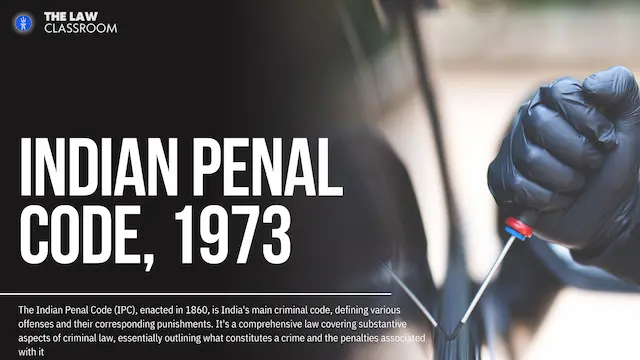 THE LAW
CLASSROOM
INDIAN PENAL
CODE, 1973
The Indian Penal Code (IPC), enacted in 1860, is India's main criminal code, defining various
offenses and their corresponding punishments. It's a comprehensive law covering substantive
aspects of criminal law, essentially outlining what constitutes a crime and the penalties associated
with it